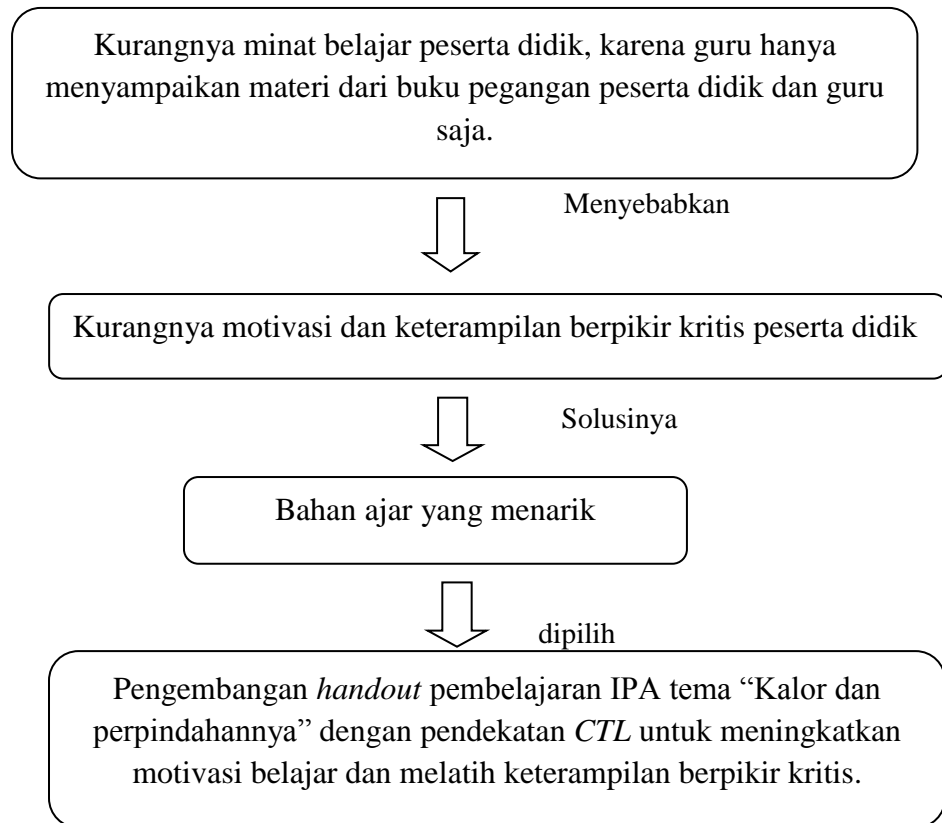 Kurangnya minat belajar peserta didik, karena guru hanya
menyampaikan materi dari buku pegangan peserta didik dan guru
saja.
Menyebabkan
Kurangnya motivasi dan keterampilan berpikir kritis peserta didik
Solusinya
Bahan ajar yang menarik
dipilih
Pengembangan handout pembelajaran IPA tema “Kalor dan
perpindahannya” dengan pendekatan CTL untuk meningkatkan
motivasi belajar dan melatih keterampilan berpikir kritis.